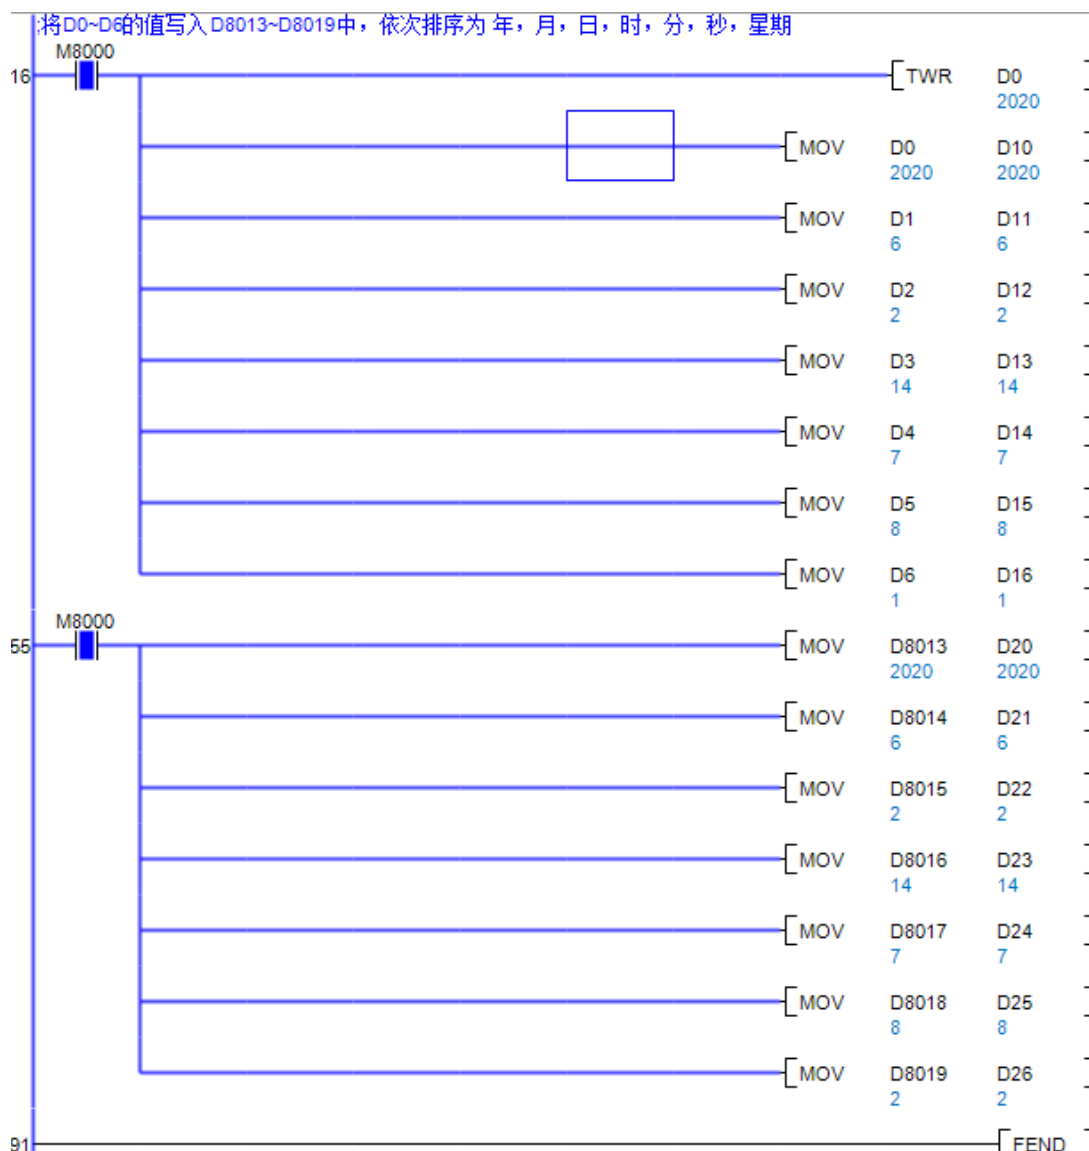 ;将D0~D6的值写入D8013~D8019中，依次排序为 年，月，日，时，分，秒，星期
M8000
16 TWR D0
2020
MOV D0 D10
2020 2020
MOV D1 D11
6 6
MOV D2 D12
2 2
MOV D3 D13
14 14
MOV D4 D14
7 7
MOV D5 D15
8 8
MOV D6 D16
1 1
M8000
55 MOV D8013 D20
2020 2020
MOV D8014 D21
6 6
MOV D8015 D22
2 2
MOV D8016 D23
14 14
MOV D8017 D24
7 7
MOV D8018 D25
8 8
MOV D8019 D26
2 2
91 FEND